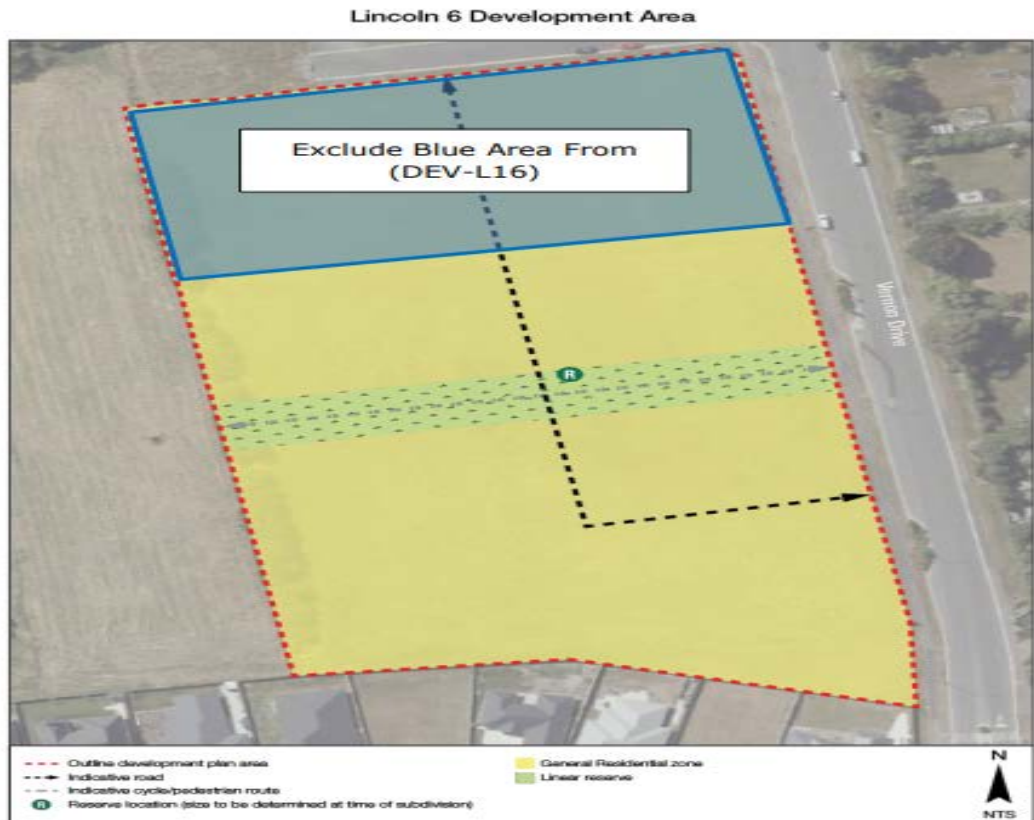 Lincoln 6 Development Area
Exclude Blue Area From
(DEV-L16)
R
Vernon Drive
Outline development plan area
Indicative road
Indicative cycle/pedestrian route
R Reserve location (size to be determined at time of subdivision)
General Residential zone
Linear reserve
N
NTS